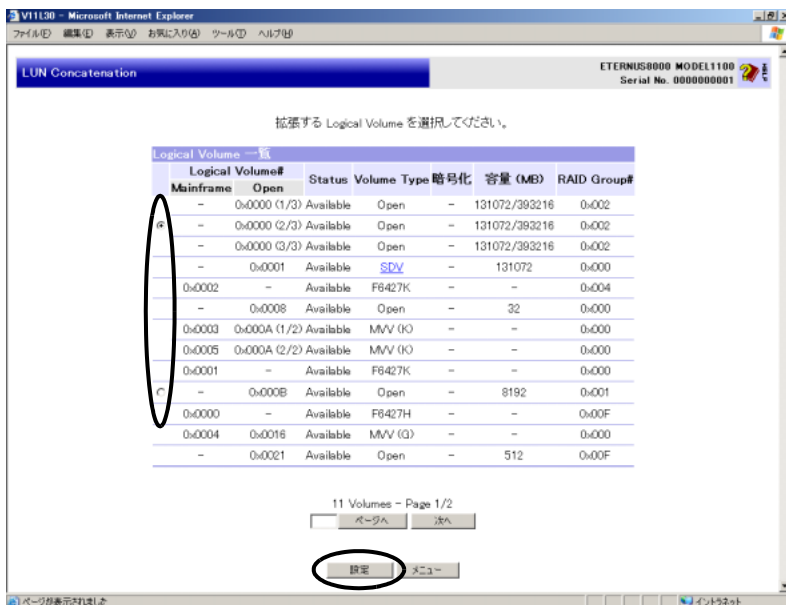 V11L30 - Microsoft Internet Explorer
ファイル(F) 編集(E) 表示(V) お気に入り(A) ツール(T) ヘルプ(H)
LUN Concatenation
ETERNUS8000 MODEL1100
Serial No. 0000000001
HELP
拡張する Logical Volume を選択してください。
Logical Volume 一覧
Logical Volume# Status Volume Type 暗号化 容量 (MB) RAID Group#
Mainframe Open
- 0x0000 (1/3) Available Open - 131072/393216 0x002
- 0x0000 (2/3) Available Open - 131072/393216 0x002
- 0x0000 (3/3) Available Open - 131072/393216 0x002
- 0x0001 Available SDV - 131072 0x000
0x0002 - Available F6427K - - 0x004
- 0x0008 Available Open - 32 0x000
0x0003 0x000A (1/2) Available MVV (K) - - 0x000
0x0005 0x000A (2/2) Available MVV (K) - - 0x000
0x0001 - Available F6427K - - 0x000
- 0x000B Available Open - 8192 0x001
0x0000 - Available F6427H - - 0x00F
0x0004 0x0016 Available MVV (G) - - 0x000
- 0x0021 Available Open - 512 0x00F
11 Volumes - Page 1/2
ページへ 次へ
設定 メニュー
ページが表示されました イントラネット